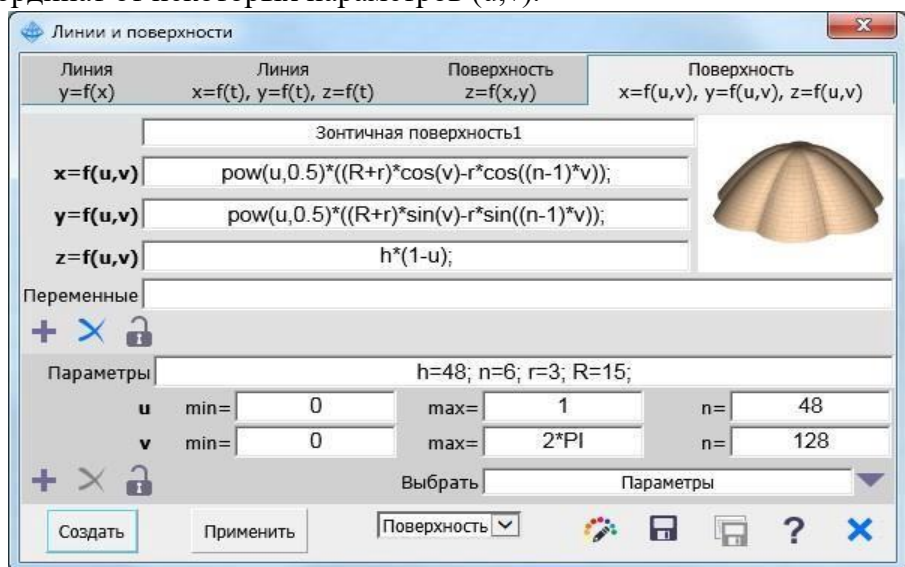 Линии и поверхности
Линия Линия Поверхность Поверхность
y=f(x) x=f(t), y=f(t), z=f(t) z=f(x,y) x=f(u,v), y=f(u,v), z=f(u,v)
Зонтичная поверхность1
x=f(u,v) pow(u,0.5)*((R+r)*cos(v)-r*cos((n-1)*v));
y=f(u,v) pow(u,0.5)*((R+r)*sin(v)-r*sin((n-1)*v));
z=f(u,v) h*(1-u);
Переменные
Параметры h=48; n=6; r=3; R=15;
u min= 0 max= 1 n= 48
v min= 0 max= 2*PI n= 128
Выбрать Параметры
Создать Применить Поверхность ?